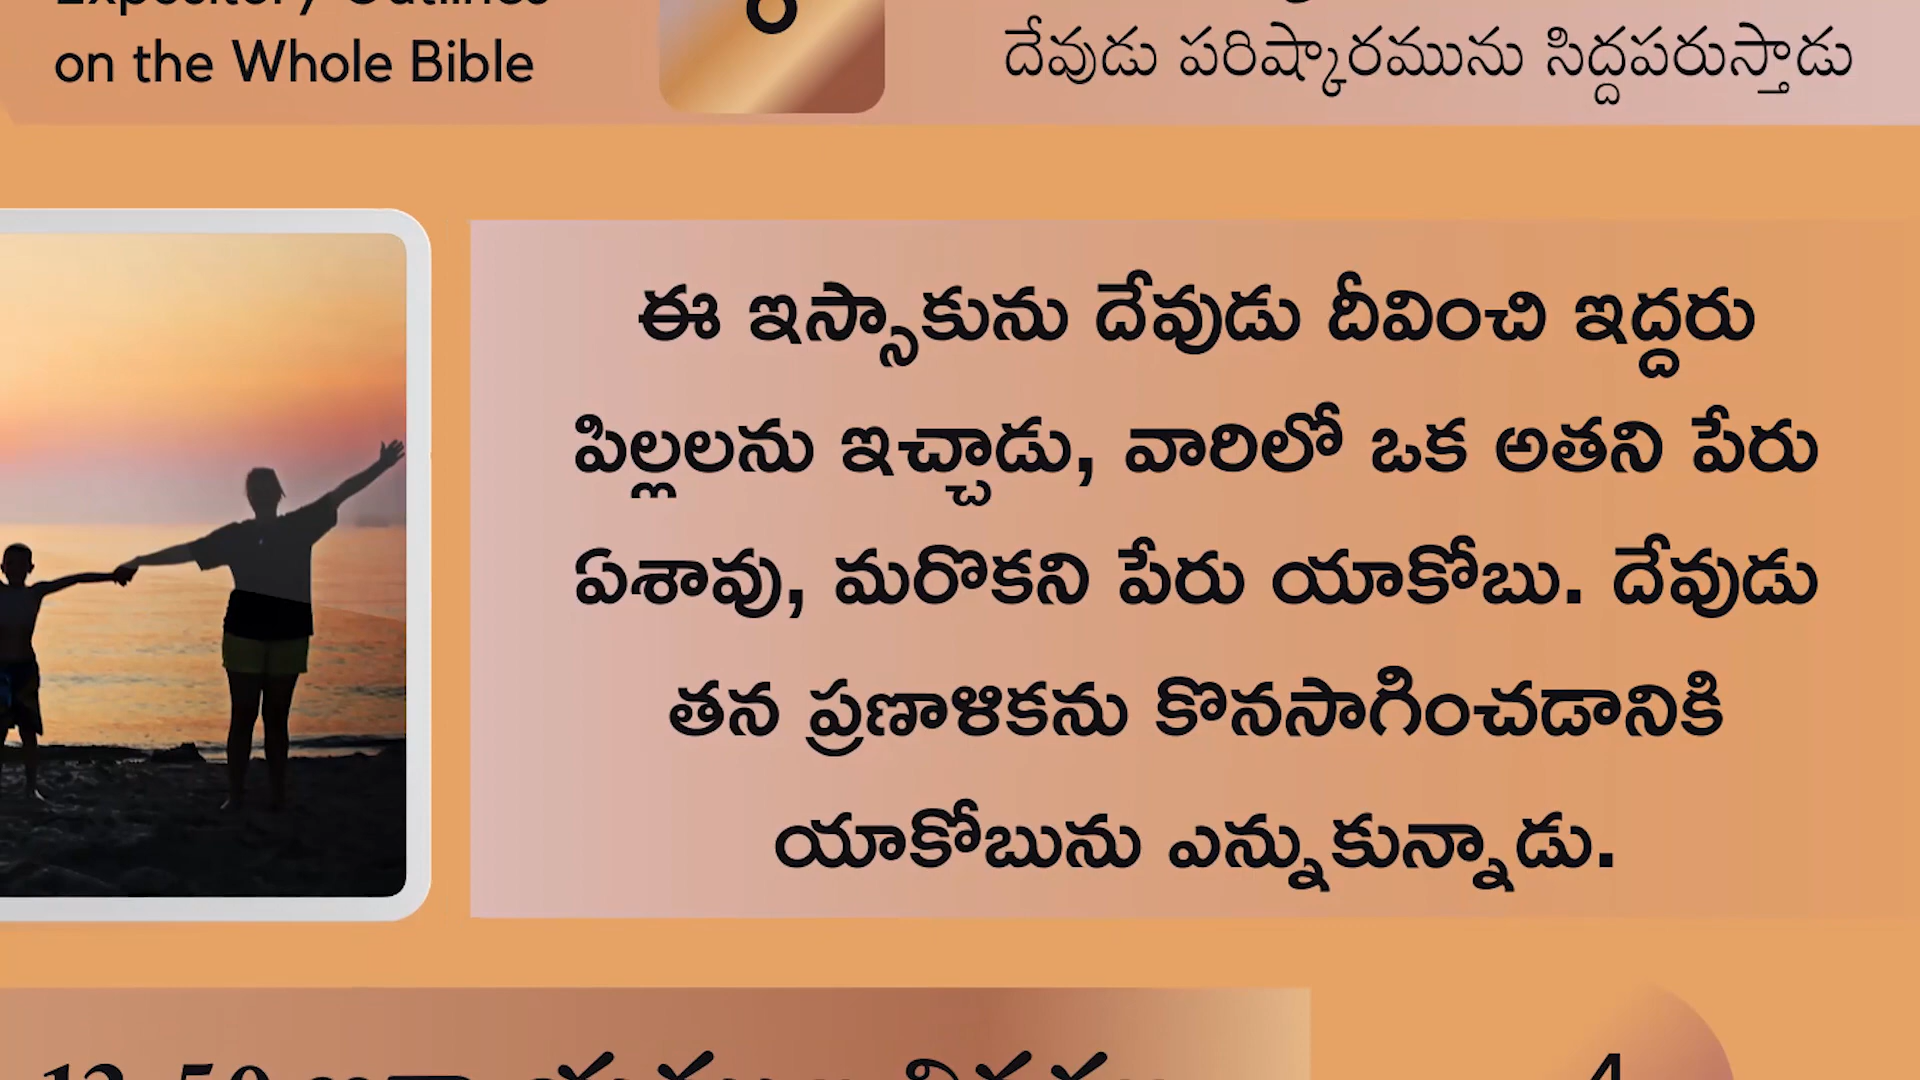 on the Whole Bible
దేవుడు పరిష్కారమును సిద్దపరుస్తాడు
ఈ ఇస్సాకును దేవుడు దీవించి ఇద్దరు
పిల్లలను ఇచ్చాడు, వారిలో ఒక అతని పేరు
ఏశావు, మరొకని పేరు యాకోబు. దేవుడు
తన ప్రణాళికను కొనసాగించడానికి
యాకోబును ఎన్నుకున్నాడు.